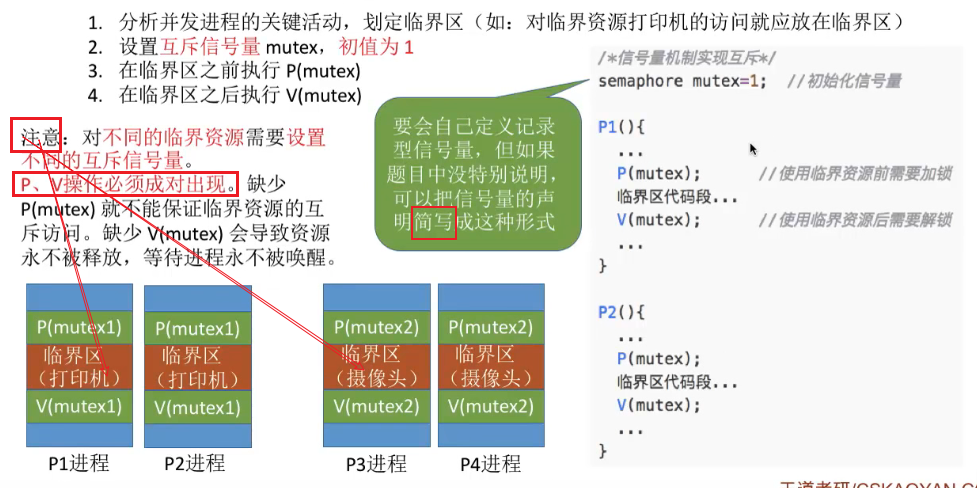 1. 分析并发进程的关键活动，划定临界区（如：对临界资源打印机的访问就应放在临界区）
2. 设置互斥信号量 mutex，初值为 1
3. 在临界区之前执行 P(mutex)
4. 在临界区之后执行 V(mutex)
注意：对不同的临界资源需要设置
不同的互斥信号量。
P、V操作必须成对出现。缺少
P(mutex) 就不能保证临界资源的互
斥访问。缺少 V(mutex) 会导致资源
永不被释放，等待进程永不被唤醒。
要会自己定义记录
型信号量，但如果
题目中没特别说明，
可以把信号量的声
明简写成这种形式
/*信号量机制实现互斥*/
semaphore mutex=1; //初始化信号量
P1(){
...
P(mutex); //使用临界资源前需要加锁
临界区代码段...
V(mutex); //使用临界资源后需要解锁
...
}
P2(){
...
P(mutex);
临界区代码段...
V(mutex);
...
}
P(mutex1)
临界区
（打印机）
V(mutex1)
P1进程
P(mutex1)
临界区
（打印机）
V(mutex1)
P2进程
P(mutex2)
临界区
（摄像头）
V(mutex2)
P3进程
P(mutex2)
临界区
（摄像头）
V(mutex2)
P4进程